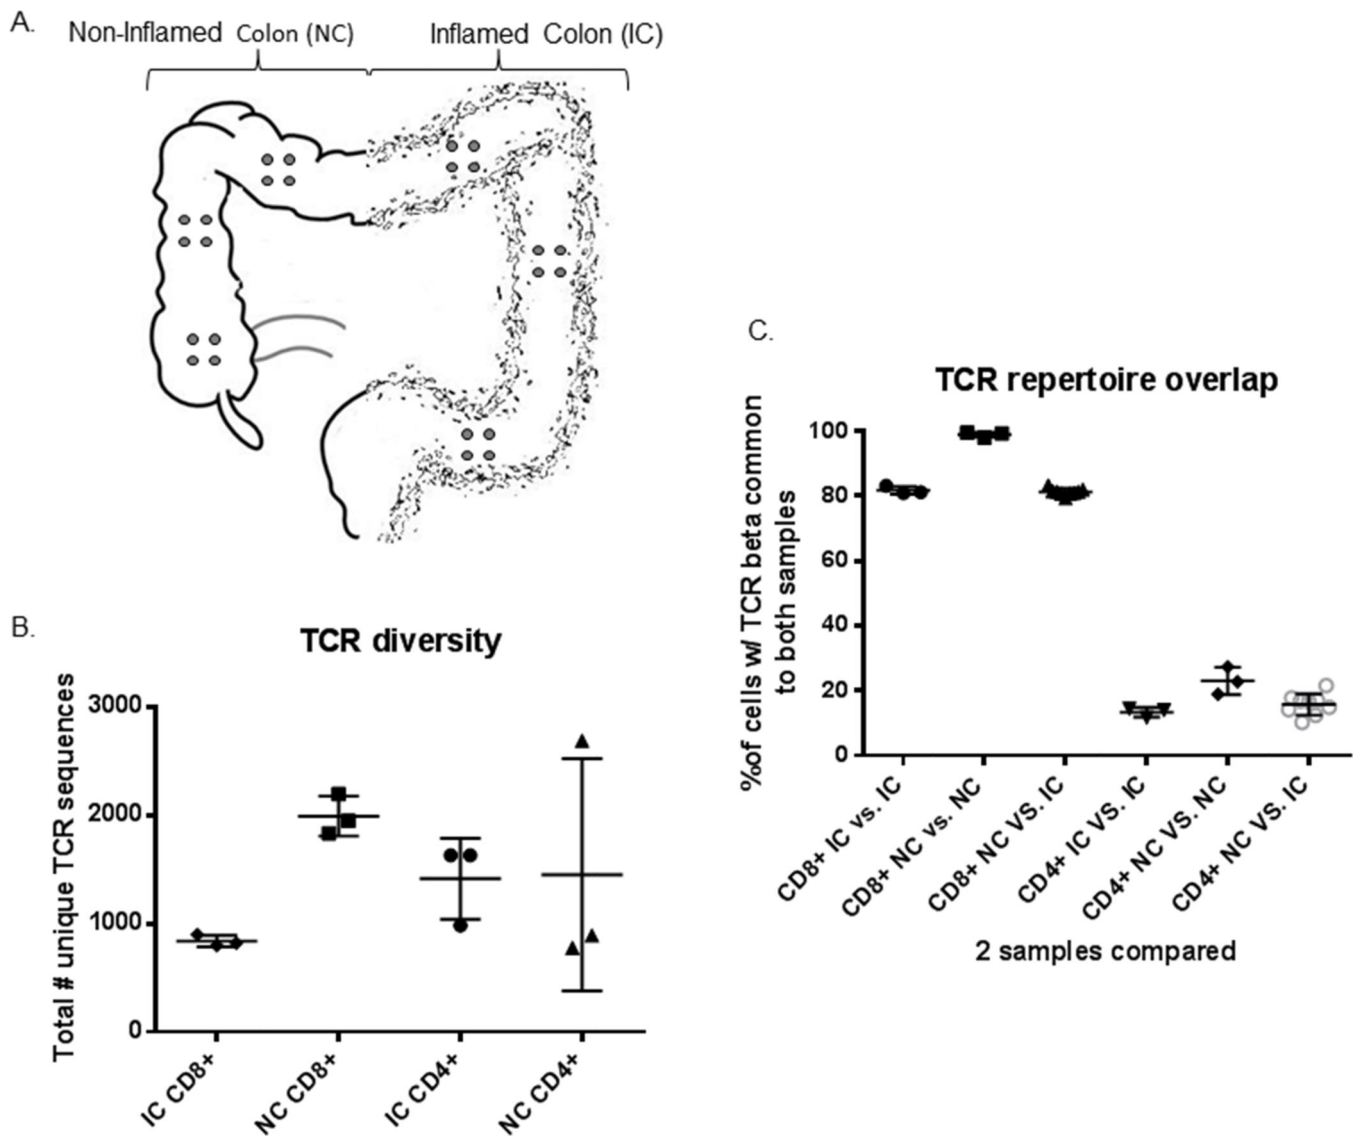 A.
Non-Inflamed Colon (NC)
Inflamed Colon (IC)
B.
TCR diversity
Total # unique TCR sequences
3000
2000
1000
0
IC CD8+
NC CD8+
IC CD4+
NC CD4+
C.
TCR repertoire overlap
%of cells w/ TCR beta common
to both samples
100
80
60
40
20
0
CD8+ IC vs. IC
CD8+ NC vs. NC
CD8+ NC VS. IC
CD4+ IC VS. IC
CD4+ NC VS. NC
CD4+ NC VS. IC
2 samples compared